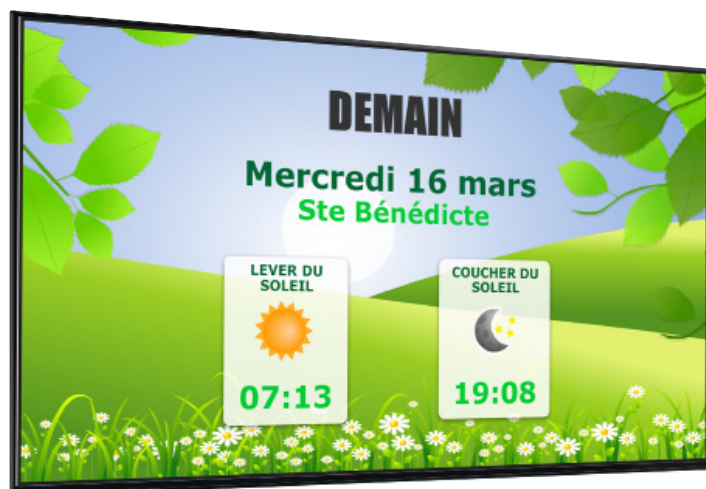 DEMAIN
Mercredi 16 mars
Ste Bénédicte
LEVER DU
SOLEIL
07:13
COUCHER DU
SOLEIL
19:08